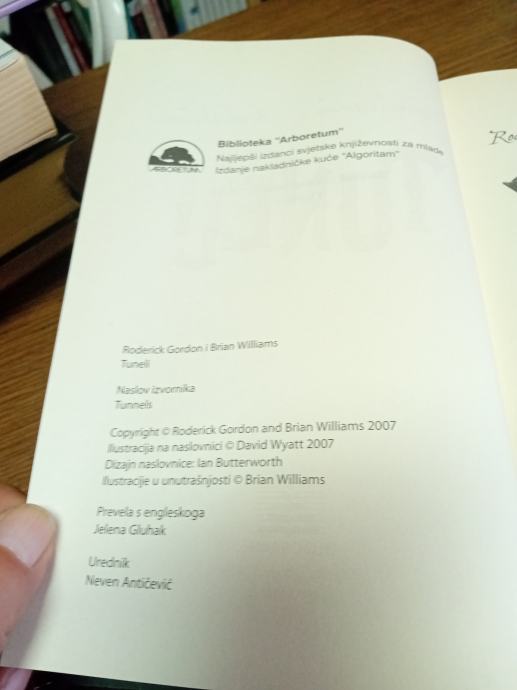 Biblioteka "Arboretum"
Najljepši izdanci svjetske književnosti za mlade
Izdanje nakladničke kuće "Algoritam"
ARBORETUM
Roderick Gordon i Brian Williams
Tuneli
Naslov izvornika
Tunnels
Copyright © Roderick Gordon and Brian Williams 2007
Ilustracija na naslovnici © David Wyatt 2007
Dizajn naslovnice: Ian Butterworth
Ilustracije u unutrašnjosti © Brian Williams
Prevela s engleskoga
Jelena Gluhak
Urednik
Neven Antičević